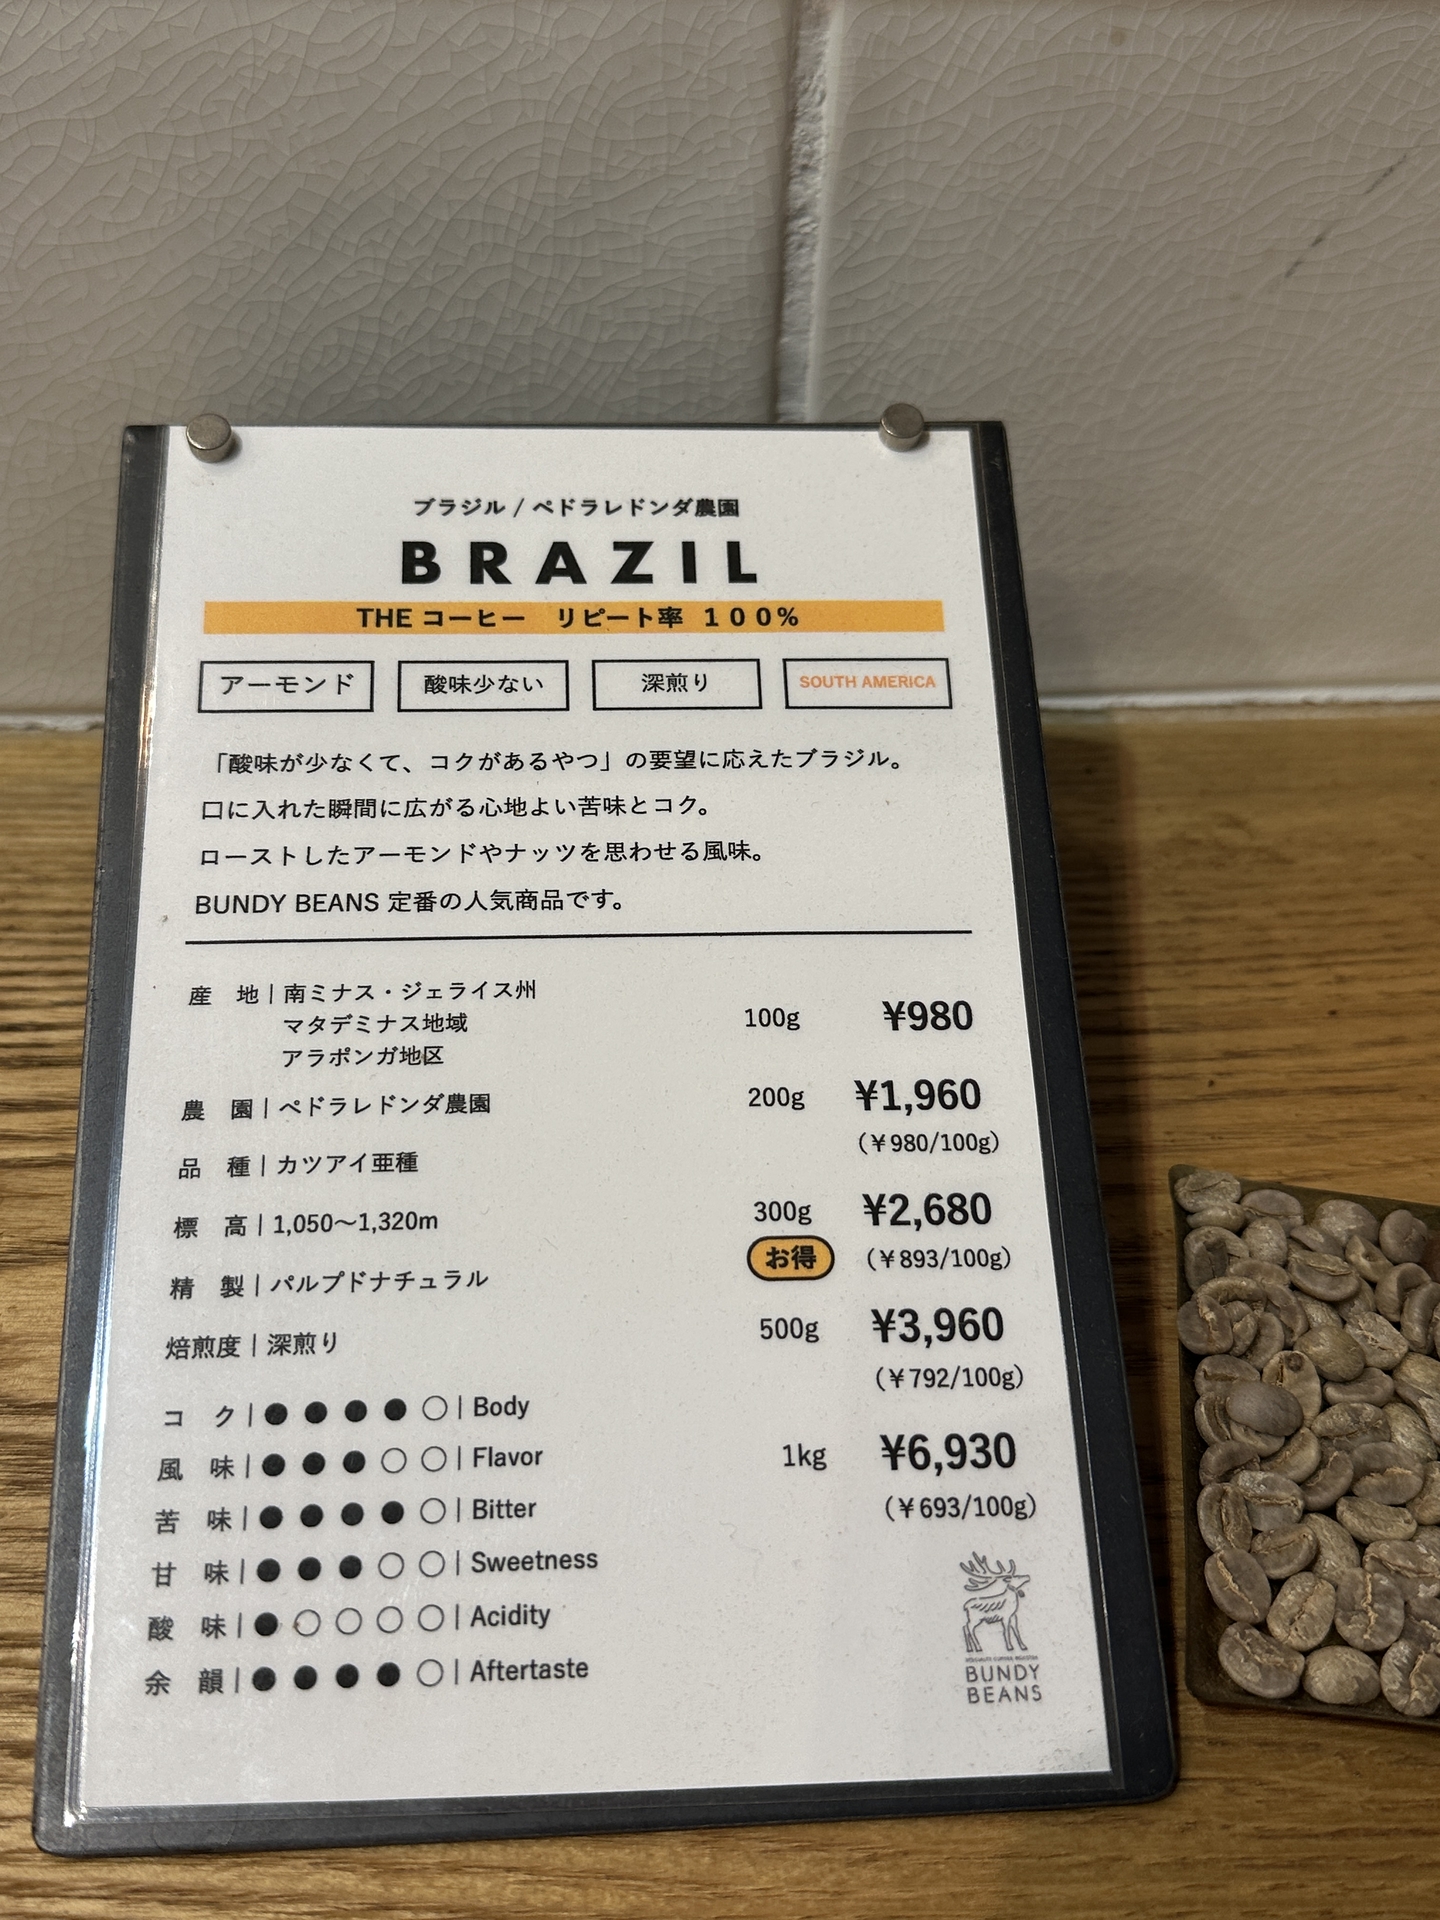 ブラジル / ペドラレドンダ農園
BRAZIL
THE コーヒー　リピート率 １００%
アーモンド
酸味少ない
深煎り
SOUTH AMERICA
「酸味が少なくて、コクがあるやつ」の要望に応えたブラジル。
口に入れた瞬間に広がる心地よい苦味とコク。
ローストしたアーモンドやナッツを思わせる風味。
BUNDY BEANS 定番の人気商品です。
産　地｜南ミナス・ジェライス州
マタデミナス地域
アラポンガ地区
農　園｜ペドラレドンダ農園
品　種｜カツアイ亜種
標　高｜1,050〜1,320m
精　製｜パルプドナチュラル
焙煎度｜深煎り
コ　ク｜●●●●○｜Body
風　味｜●●●○○｜Flavor
苦　味｜●●●●○｜Bitter
甘　味｜●●●○○｜Sweetness
酸　味｜●○○○○｜Acidity
余　韻｜●●●●○｜Aftertaste
100g ¥980
200g ¥1,960
（¥980/100g）
300g ¥2,680
お得 （¥893/100g）
500g ¥3,960
（¥792/100g）
1kg ¥6,930
（¥693/100g）
BUNDY
BEANS